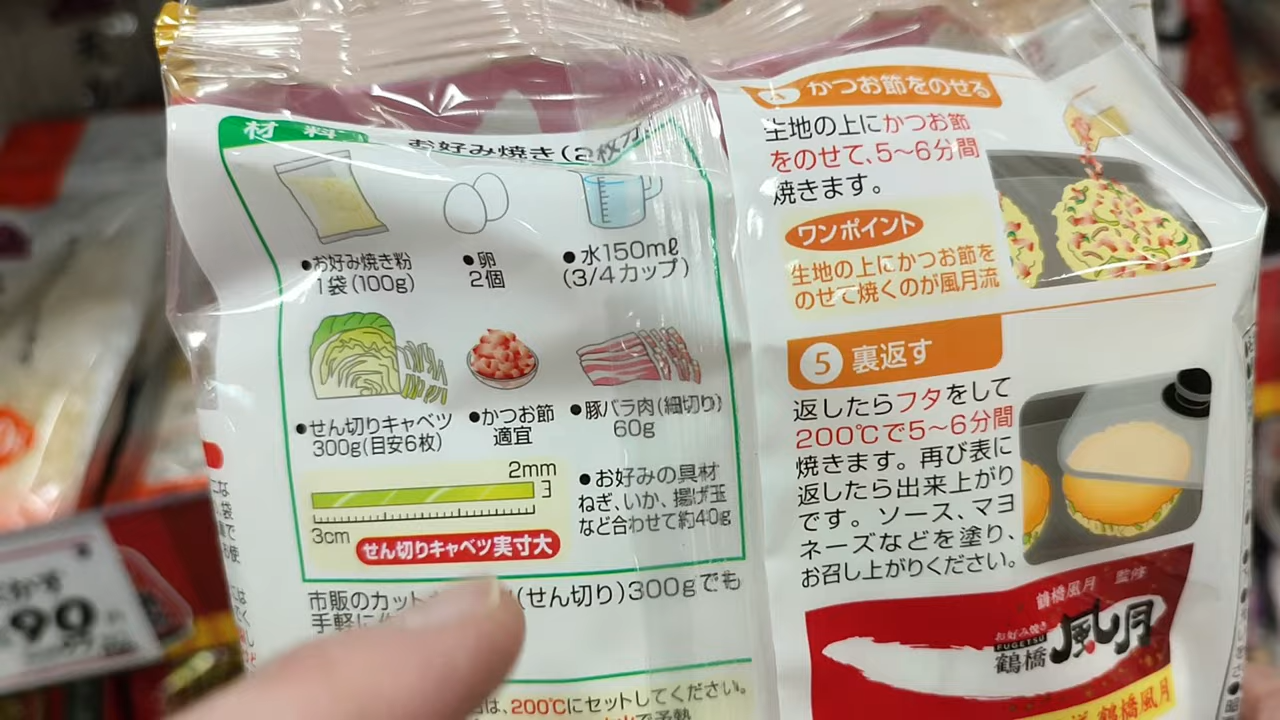 材料
お好み焼き(2枚分
●お好み焼き粉
1袋(100g)
●卵
2個
●水150mℓ
(3/4カップ)
●せん切りキャベツ
300g(目安6枚)
●かつお節
適宜
●豚バラ肉(細切り)
60g
2mm
3cm
せん切りキャベツ実寸大
●お好みの具材
ねぎ、いか、揚げ玉
など合わせて約40g
市販のカット
(せん切り)300gでも
手軽に
は、200℃にセットしてください。
で予熱
かつお節をのせる
生地の上にかつお節
をのせて、5〜6分間
焼きます。
ワンポイント
生地の上にかつお節を
のせて焼くのが風月流
5 裏返す
返したらフタをして
200℃で5〜6分間
焼きます。再び表に
返したら出来上がり
です。ソース、マヨ
ネーズなどを塗り、
お召し上がりください。
鶴橋風月 監修
お好み焼き
FUGETSU
鶴橋 風月
鶴橋風月
90